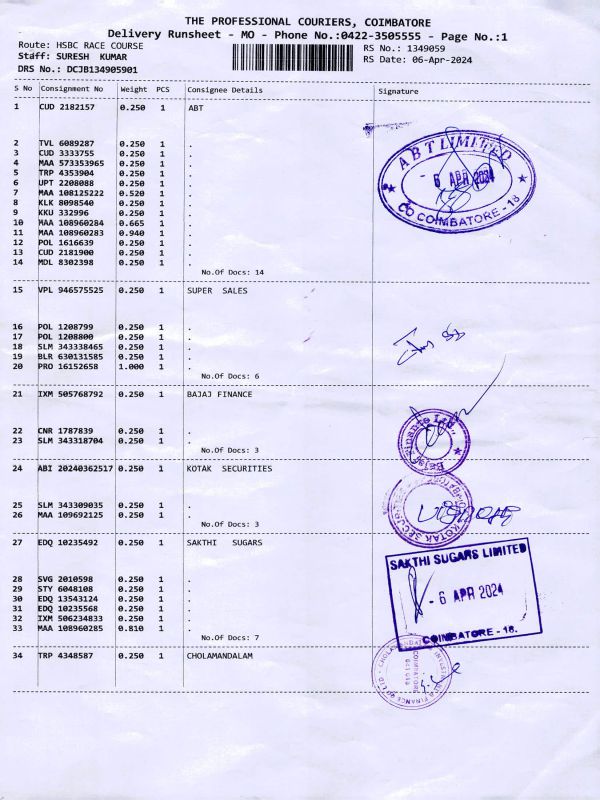 THE PROFESSIONAL COURIERS, COIMBATORE
Delivery Runsheet - MO - Phone No.:0422-3505555 - Page No.:1
Route: HSBC RACE COURSE
RS No.: 1349059
Staff: SURESH KUMAR
RS Date: 06-Apr-2024
DRS No.: DCJB134905901
S No Consignment No Weight PCS Consignee Details Signature
1 CUD 2182157 0.250 1 ABT
2 TVL 6089287 0.250 1 .
3 CUD 3333755 0.250 1 .
4 MAA 573353965 0.250 1 .
5 TRP 4353904 0.250 1 .
6 UPT 2208088 0.250 1 .
7 MAA 108125222 0.520 1 .
8 KLK 8098540 0.250 1 .
9 KKU 332996 0.250 1 .
10 MAA 108960284 0.665 1 .
11 MAA 108960283 0.940 1 .
12 POL 1616639 0.250 1 .
13 CUD 2181900 0.250 1 .
14 MDL 8302398 0.250 1 .
No.Of Docs: 14
ABT LIMITED
- 6 APR 2024
CO COIMBATORE - 18
15 VPL 946575525 0.250 1 SUPER SALES
16 POL 1208799 0.250 1 .
17 POL 1208800 0.250 1 .
18 SLM 343338465 0.250 1 .
19 BLR 630131585 0.250 1 .
20 PRO 16152658 1.000 1 .
No.Of Docs: 6
21 IXM 505768792 0.250 1 BAJAJ FINANCE
22 CNR 1787839 0.250 1 .
23 SLM 343318704 0.250 1 .
No.Of Docs: 3
Bajaj Finance Ltd.
24 ABI 20240362517 0.250 1 KOTAK SECURITIES
25 SLM 343309035 0.250 1 .
26 MAA 109692125 0.250 1 .
No.Of Docs: 3
KOTAK SECURITIES
27 EDQ 10235492 0.250 1 SAKTHI SUGARS
28 SVG 2010598 0.250 1 .
29 STY 6048108 0.250 1 .
30 EDQ 13543124 0.250 1 .
31 EDQ 10235568 0.250 1 .
32 IXM 506234833 0.250 1 .
33 MAA 108960285 0.810 1 .
No.Of Docs: 7
SAKTHI SUGARS LIMITED
- 6 APR 2024
COIMBATORE - 18.
34 TRP 4348587 0.250 1 CHOLAMANDALAM
COIMBATORE